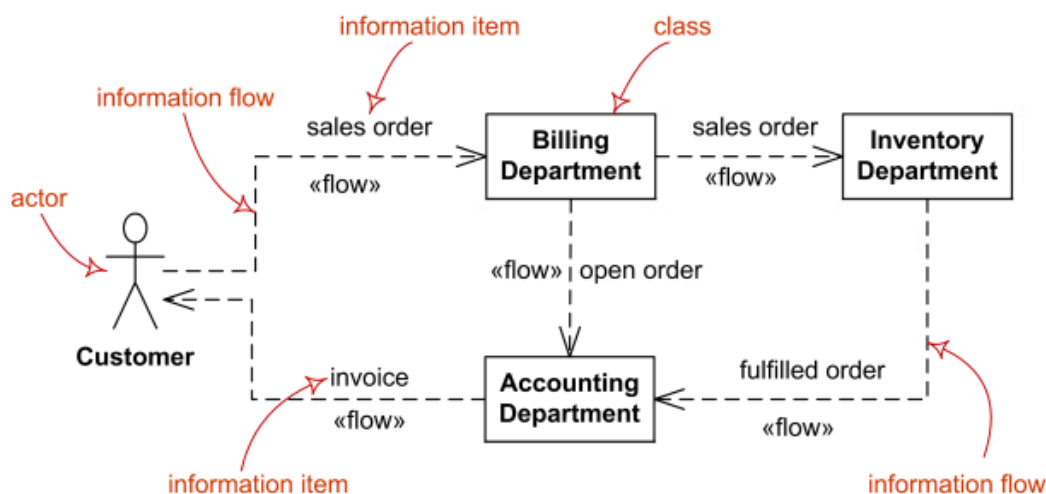 information item
class
information flow
sales order
Billing
Department
sales order
Inventory
Department
«flow»
«flow»
actor
«flow»
open order
Customer
invoice
Accounting
Department
fulfilled order
«flow»
«flow»
information item
information flow